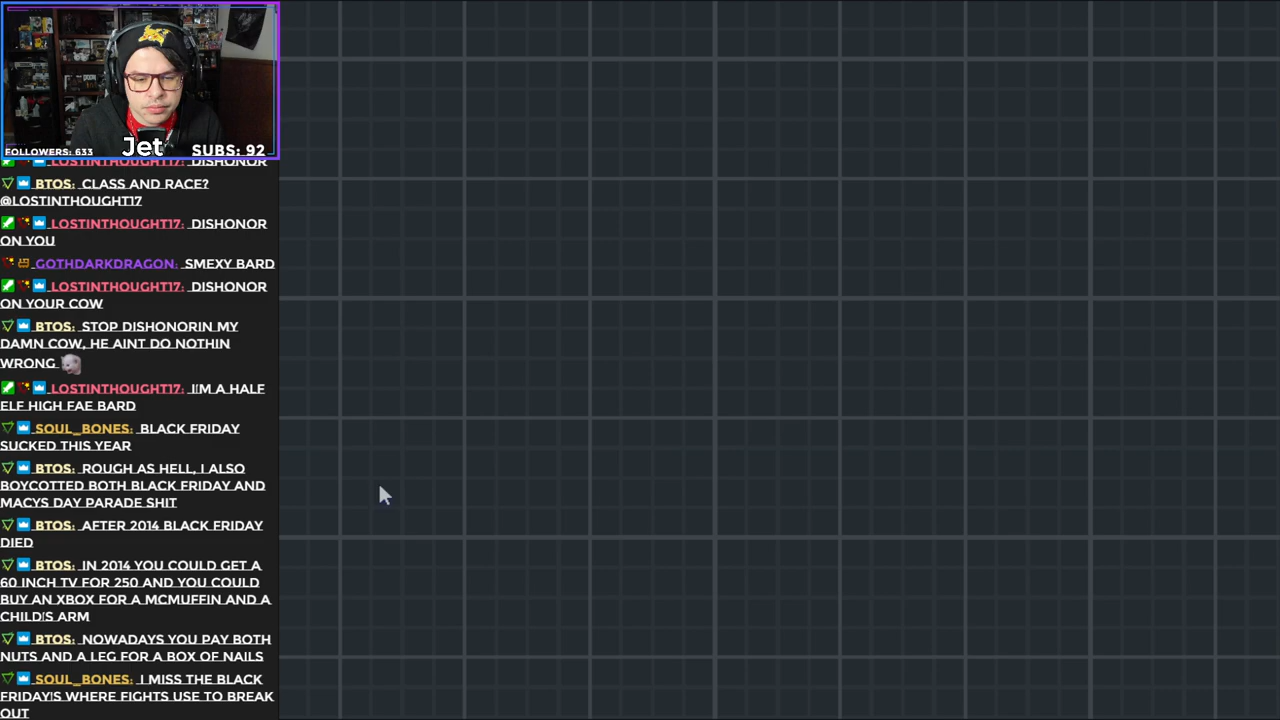 FOLLOWERS: 633
Jet
SUBS: 92
LOSTINTHOUGHT17: DISHONOR
BTOS: CLASS AND RACE?
@LOSTINTHOUGHT17
LOSTINTHOUGHT17: DISHONOR
ON YOU
GOTHDARKDRAGON: SMEXY BARD
LOSTINTHOUGHT17: DISHONOR
ON YOUR COW
BTOS: STOP DISHONORIN MY
DAMN COW, HE AINT DO NOTHIN
WRONG
LOSTINTHOUGHT17: I'M A HALF
ELF HIGH FAE BARD
SOUL_BONES: BLACK FRIDAY
SUCKED THIS YEAR
BTOS: ROUGH AS HELL, I ALSO
BOYCOTTED BOTH BLACK FRIDAY AND
MACYS DAY PARADE SHIT
BTOS: AFTER 2014 BLACK FRIDAY
DIED
BTOS: IN 2014 YOU COULD GET A
60 INCH TV FOR 250 AND YOU COULD
BUY AN XBOX FOR A MCMUFFIN AND A
CHILD'S ARM
BTOS: NOWADAYS YOU PAY BOTH
NUTS AND A LEG FOR A BOX OF NAILS
SOUL_BONES: I MISS THE BLACK
FRIDAY'S WHERE FIGHTS USE TO BREAK
OUT